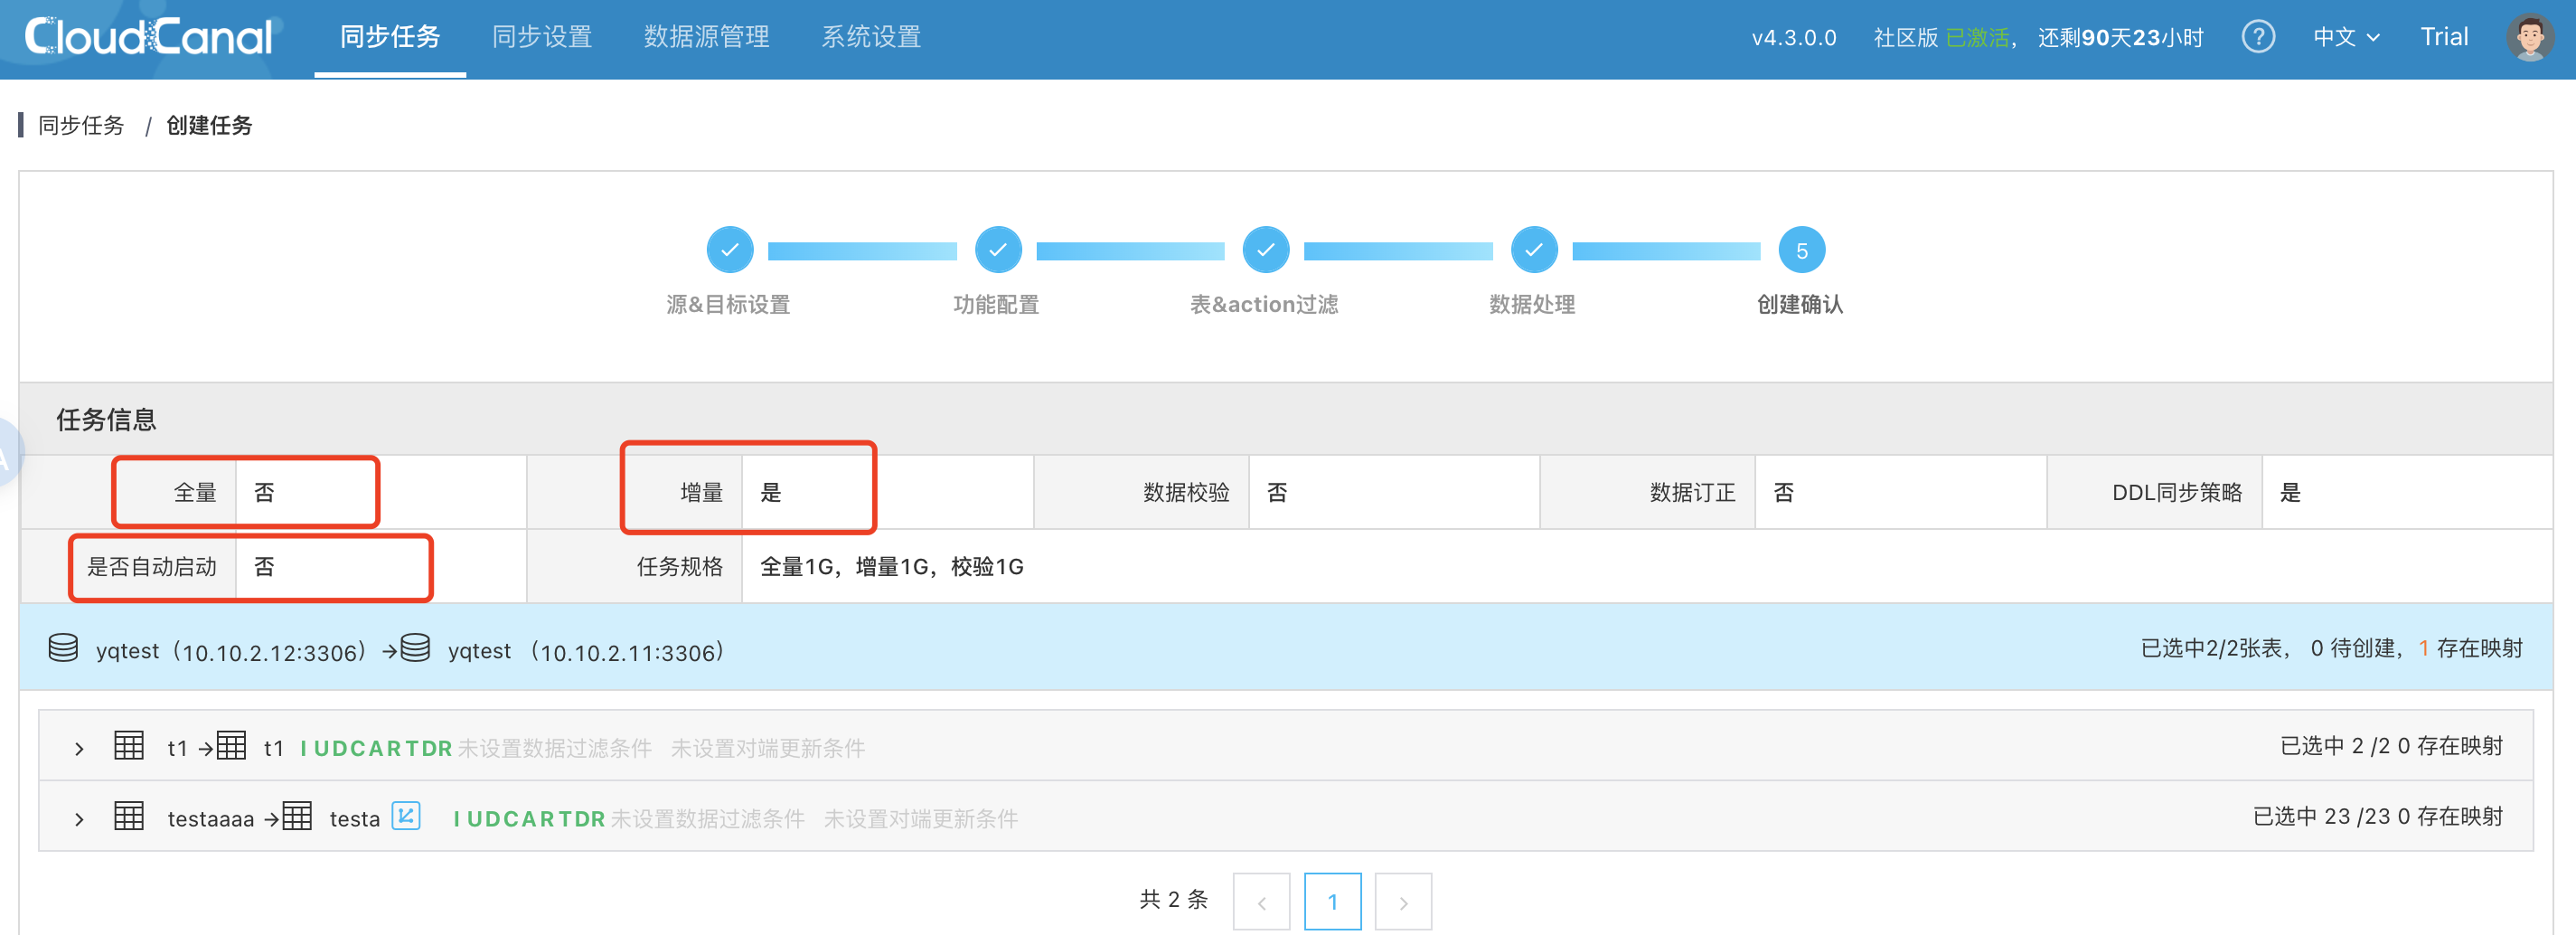 CloudCanal 同步任务 同步设置 数据源管理 系统设置 v4.3.0.0 社区版 已激活， 还剩90天23小时 ? 中文 Trial
同步任务 / 创建任务
5
源&目标设置 功能配置 表&action过滤 数据处理 创建确认
任务信息
A
全量 否 增量 是 数据校验 否 数据订正 否 DDL同步策略 是
是否自动启动 否 任务规格 全量1G，增量1G，校验1G
yqtest（10.10.2.12:3306）→ yqtest （10.10.2.11:3306） 已选中2/2张表， 0 待创建， 1 存在映射
t1 → t1 I U D C A R T D R 未设置数据过滤条件 未设置对端更新条件 已选中 2 /2 0 存在映射
testaaaa → testa I U D C A R T D R 未设置数据过滤条件 未设置对端更新条件 已选中 23 /23 0 存在映射
共 2 条 < 1 >